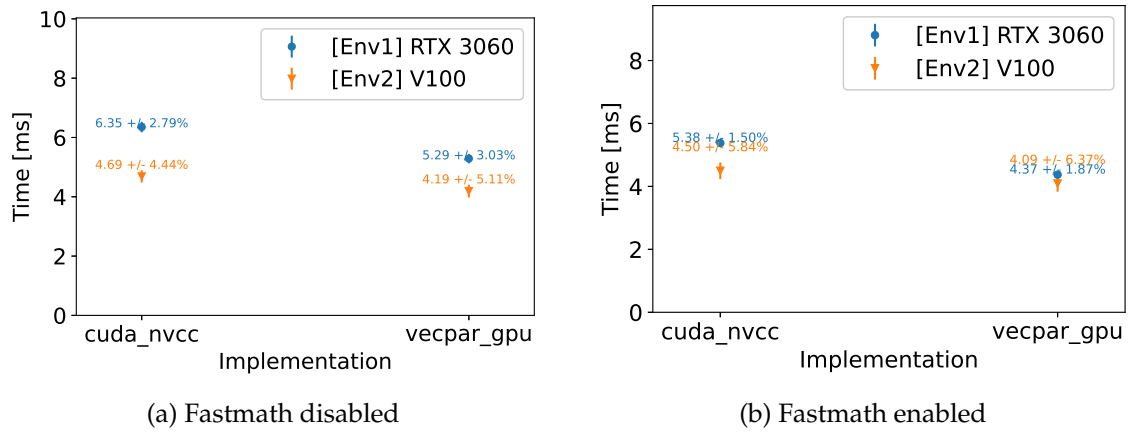 10
8
6
4
2
0
Time [ms]
[Env1] RTX 3060
[Env2] V100
6.35 +/- 2.79%
4.69 +/- 4.44%
5.29 +/- 3.03%
4.19 +/- 5.11%
cuda_nvcc
vecpar_gpu
Implementation
(a) Fastmath disabled
8
6
4
2
0
Time [ms]
[Env1] RTX 3060
[Env2] V100
5.38 +/- 1.50%
4.50 +/- 5.84%
4.09 +/- 6.37%
4.37 +/- 1.87%
cuda_nvcc
vecpar_gpu
Implementation
(b) Fastmath enabled